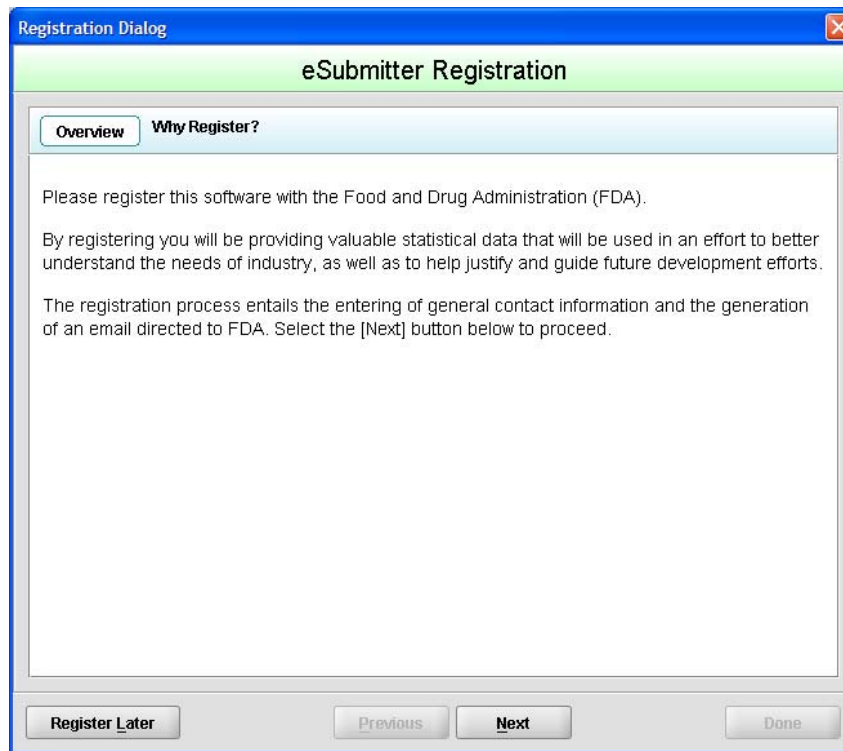 Registration Dialog
eSubmitter Registration
Overview Why Register?
Please register this software with the Food and Drug Administration (FDA).
By registering you will be providing valuable statistical data that will be used in an effort to better
understand the needs of industry, as well as to help justify and guide future development efforts.
The registration process entails the entering of general contact information and the generation
of an email directed to FDA. Select the [Next] button below to proceed.
Register Later Previous Next Done